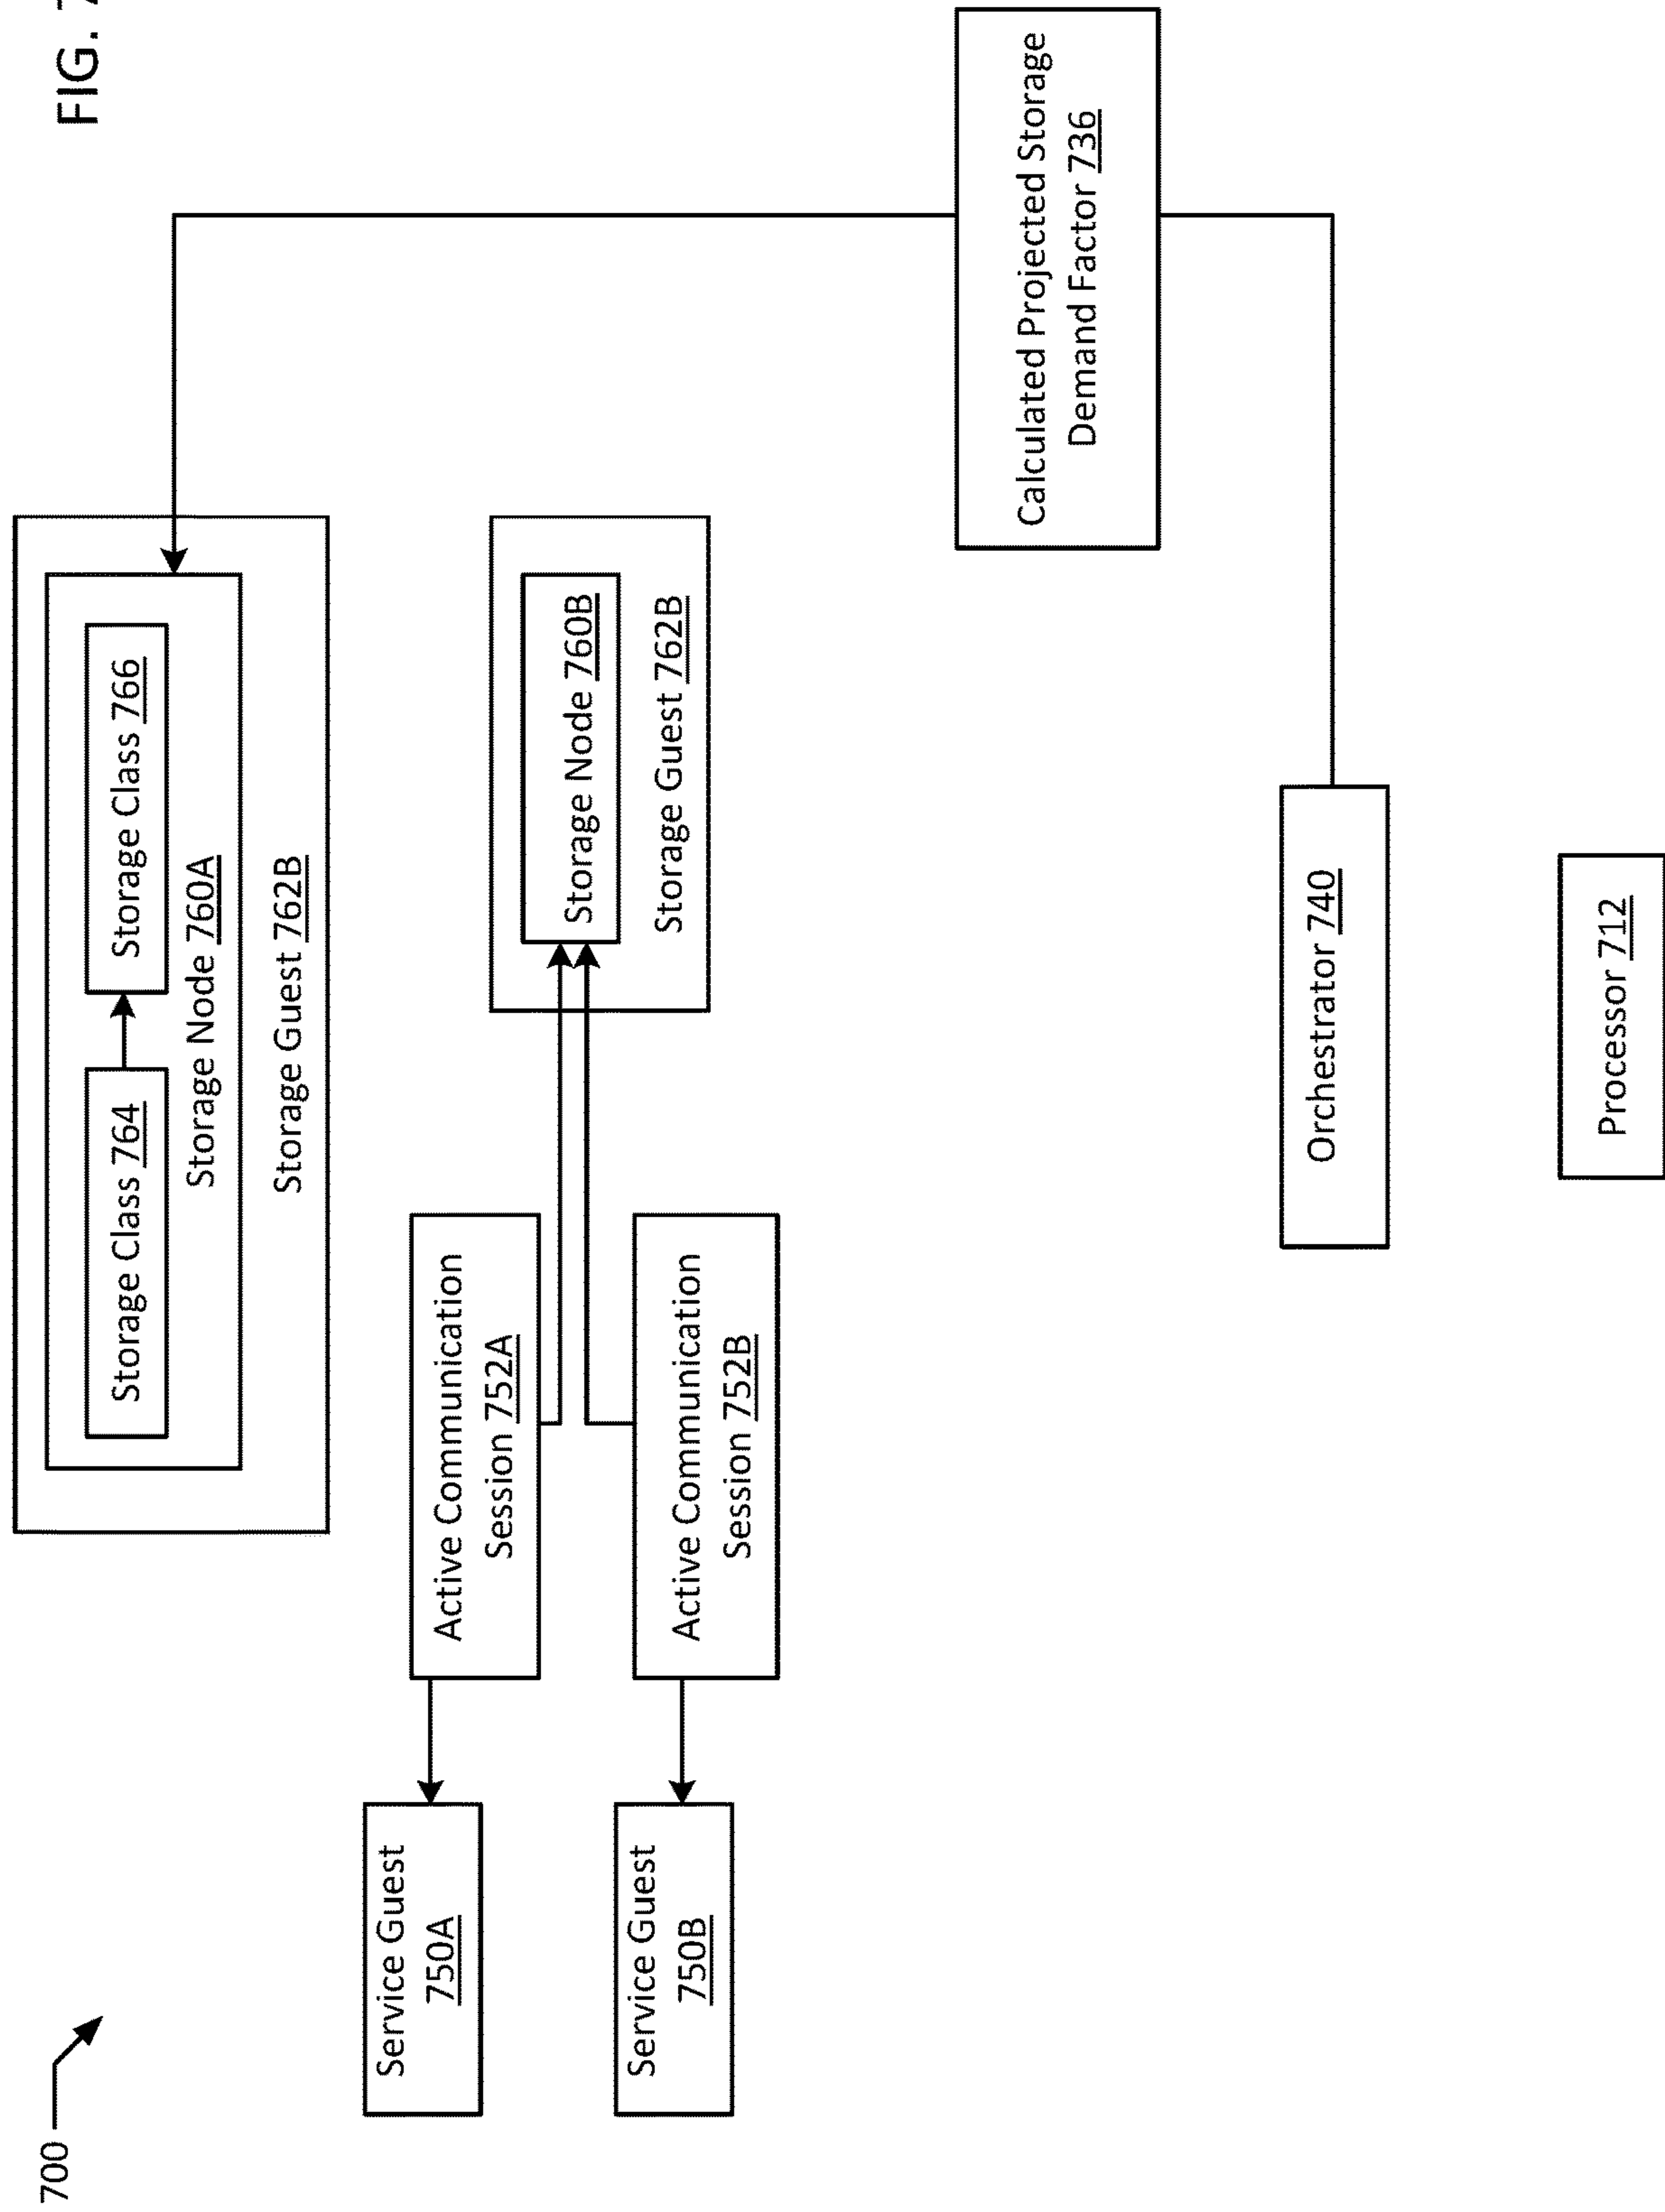 FIG. 7
700
Storage Class 764
Storage Class 766
Storage Node 760A
Storage Guest 762B
Service Guest
750A
Active Communication
Session 752A
Storage Node 760B
Storage Guest 762B
Service Guest
750B
Active Communication
Session 752B
Calculated Projected Storage
Demand Factor 736
Orchestrator 740
Processor 712